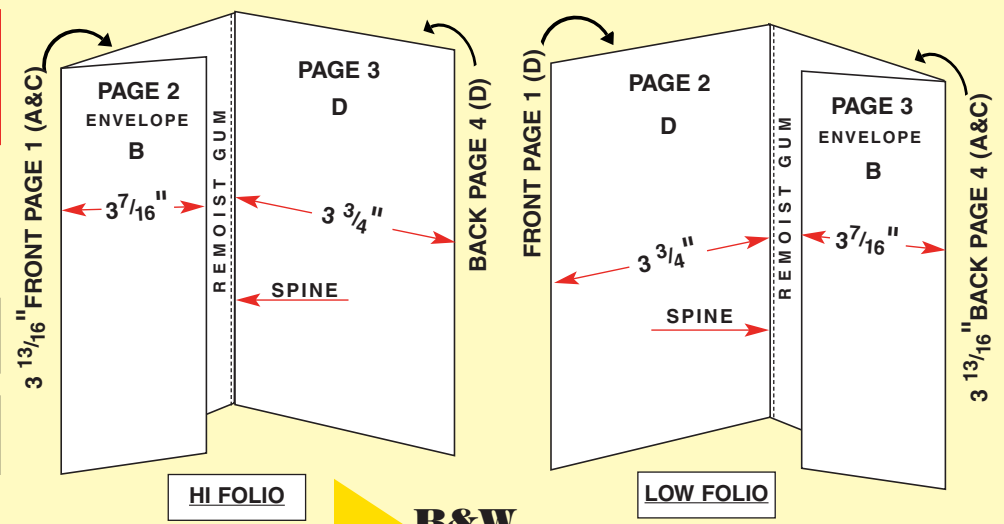 3 13/16" FRONT PAGE 1 (A&C)
PAGE 2
ENVELOPE
B
3 7/16"
REMOIST GUM
PAGE 3
D
3 3/4"
SPINE
BACK PAGE 4 (D)
HI FOLIO
FRONT PAGE 1 (D)
PAGE 2
D
3 3/4"
SPINE
REMOIST GUM
PAGE 3
ENVELOPE
B
3 7/16"
3 13/16" BACK PAGE 4 (A&C)
LOW FOLIO
B&W